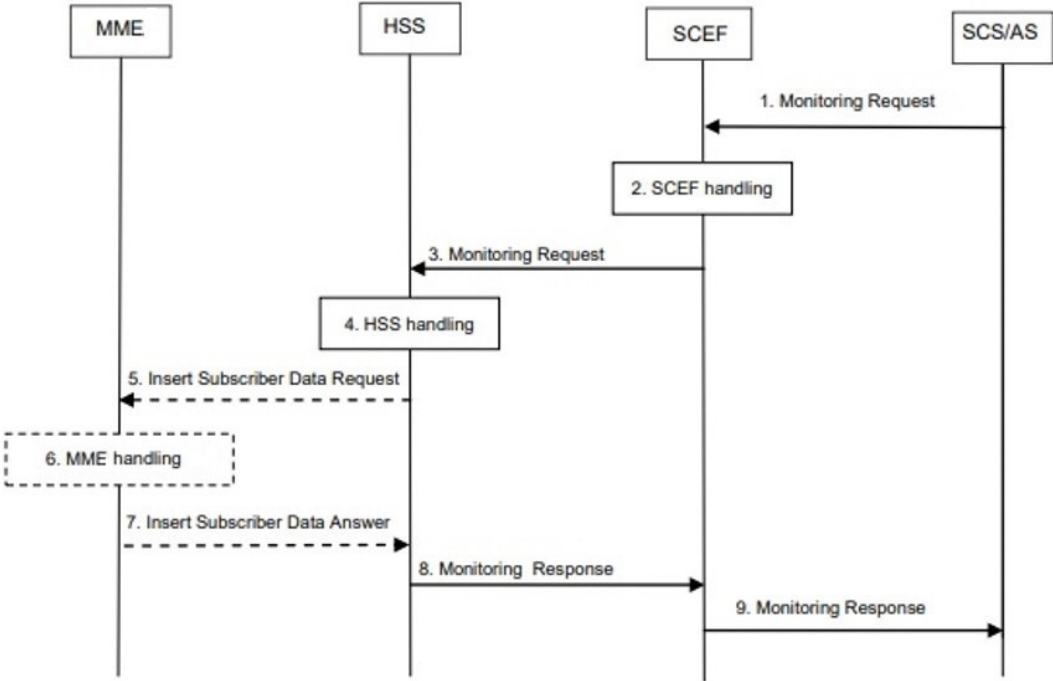 MME
HSS
SCEF
SCS/AS
1. Monitoring Request
2. SCEF handling
3. Monitoring Request
4. HSS handling
5. Insert Subscriber Data Request
6. MME handling
7. Insert Subscriber Data Answer
8. Monitoring Response
9. Monitoring Response